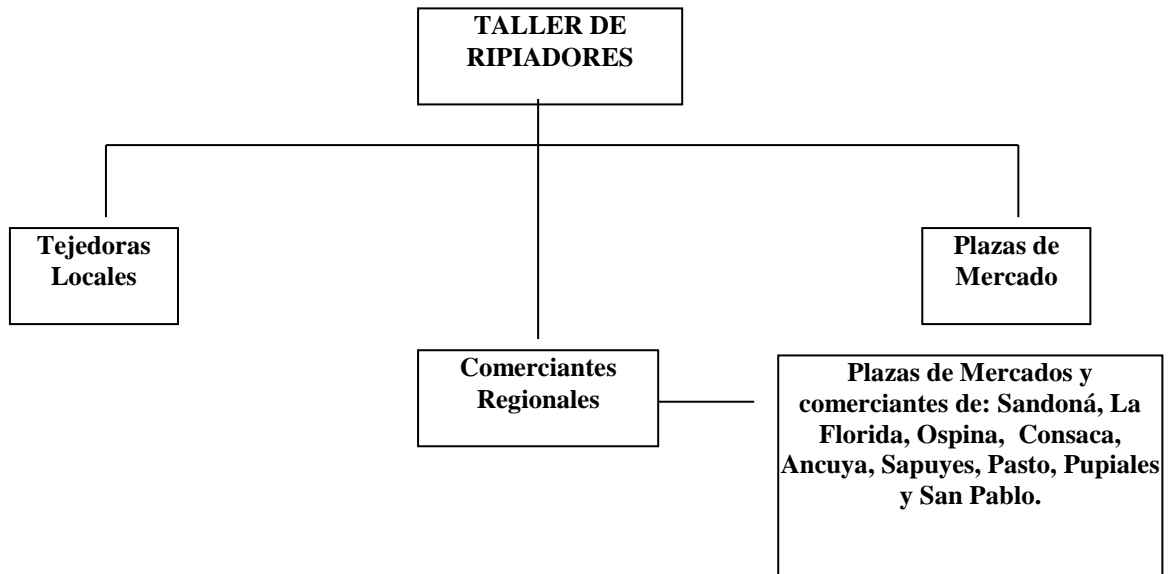 TALLER DE
RIPIADORES
Tejedoras
Locales
Plazas de
Mercado
Comerciantes
Regionales
Plazas de Mercados y
comerciantes de: Sandoná, La
Florida, Ospina, Consaca,
Ancuya, Sapuyes, Pasto, Pupiales
y San Pablo.